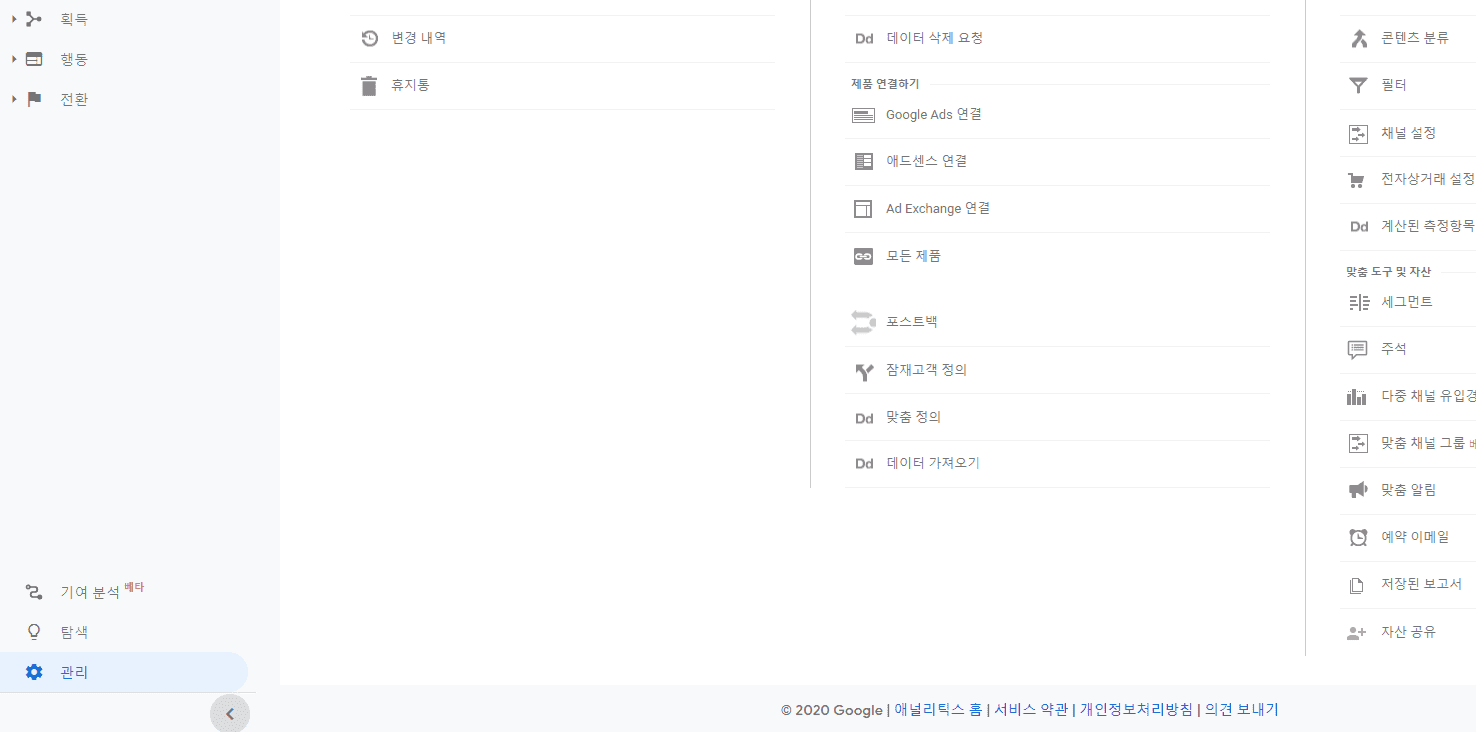 획득
행동
전환
기여 분석 베타
탐색
관리
변경 내역
휴지통
Dd 데이터 삭제 요청
제품 연결하기
Google Ads 연결
애드센스 연결
Ad Exchange 연결
모든 제품
포스트백
잠재고객 정의
Dd 맞춤 정의
Dd 데이터 가져오기
콘텐츠 분류
필터
채널 설정
전자상거래 설정
Dd 계산된 측정항목
맞춤 도구 및 자산
세그먼트
주석
다중 채널 유입경
맞춤 채널 그룹 베
맞춤 알림
예약 이메일
저장된 보고서
자산 공유
© 2020 Google | 애널리틱스 홈 | 서비스 약관 | 개인정보처리방침 | 의견 보내기